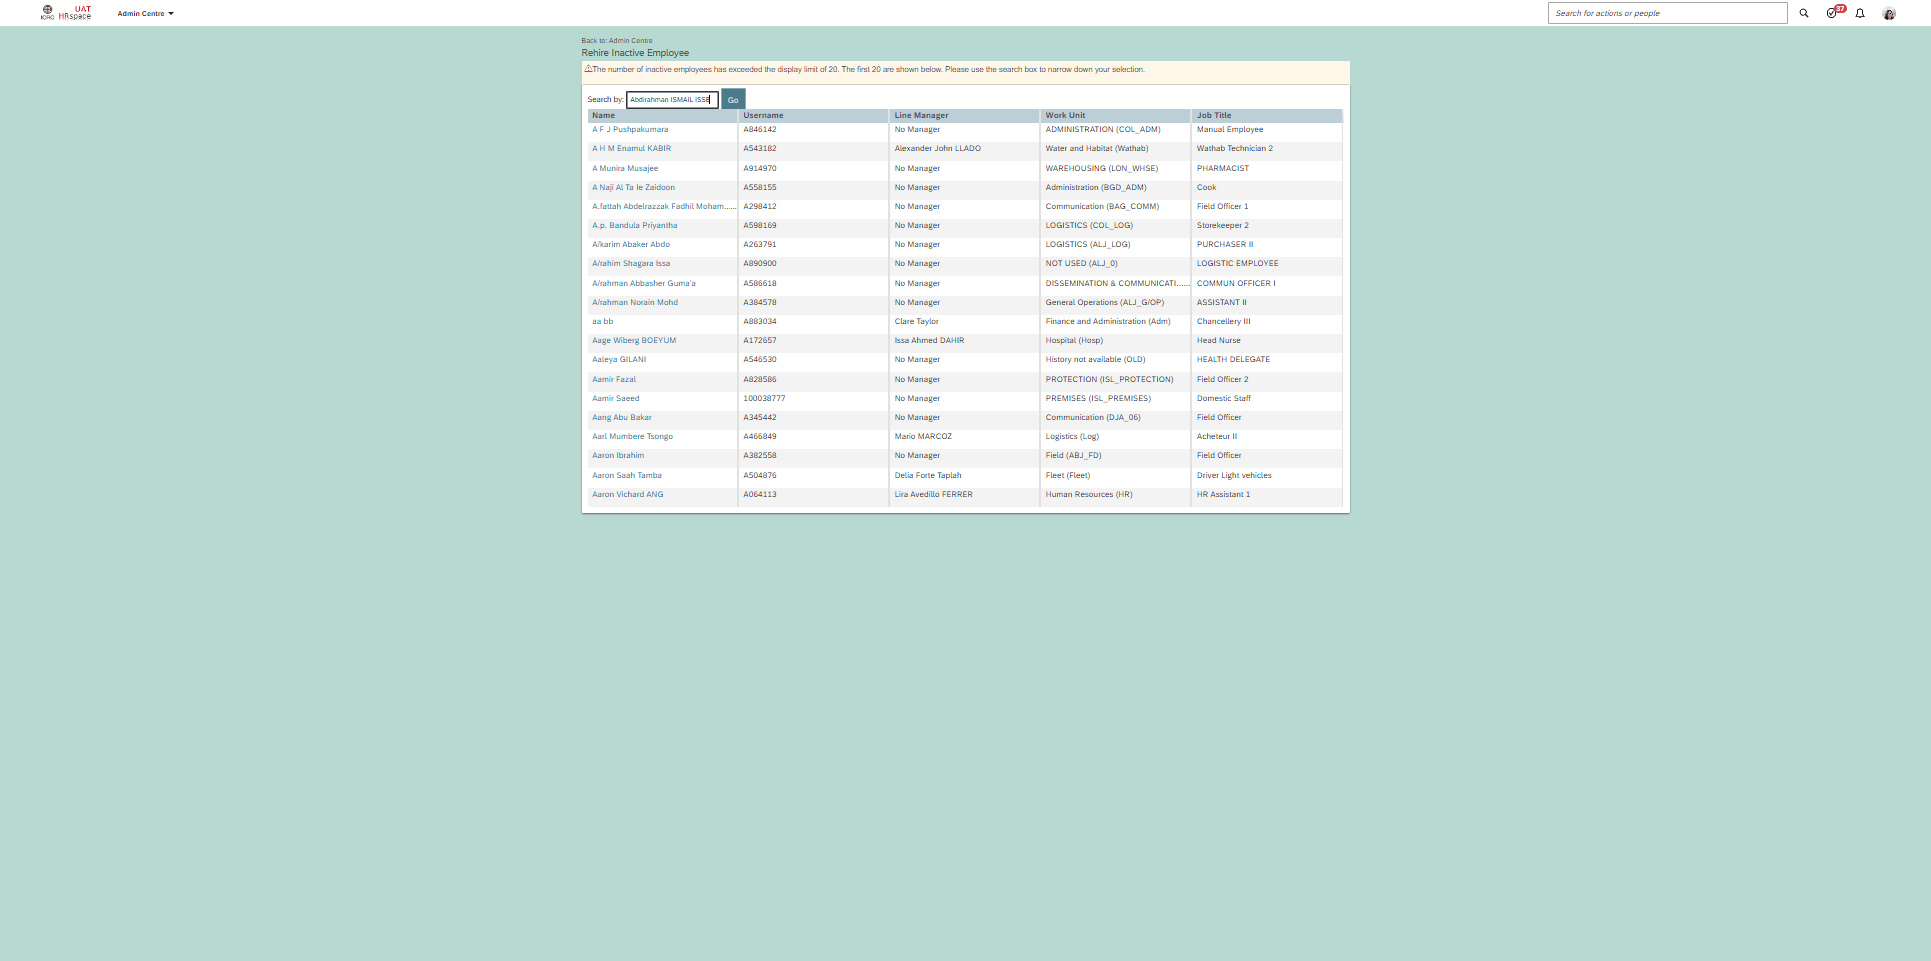 UAT
ICRC HRspace
Admin Centre
Search for actions or people
37
Back to: Admin Centre
Rehire Inactive Employee
The number of inactive employees has exceeded the display limit of 20. The first 20 are shown below. Please use the search box to narrow down your selection.
Search by: Abdirahman ISMAIL ISSE Go
Name Username Line Manager Work Unit Job Title
A F J Pushpakumara A846142 No Manager ADMINISTRATION (COL_ADM) Manual Employee
A H M Enamul KABIR A543182 Alexander John LLADO Water and Habitat (Wathab) Wathab Technician 2
A Munira Musajee A914970 No Manager WAREHOUSING (LON_WHSE) PHARMACIST
A Naji Al Ta Ie Zaidoon A558155 No Manager Administration (BGD_ADM) Cook
A.fattah Abdelrazzak Fadhil Moham...... A298412 No Manager Communication (BAG_COMM) Field Officer 1
A.p. Bandula Priyantha A598169 No Manager LOGISTICS (COL_LOG) Storekeeper 2
A/karim Abaker Abdo A263791 No Manager LOGISTICS (ALJ_LOG) PURCHASER II
A/rahim Shagara Issa A890900 No Manager NOT USED (ALJ_0) LOGISTIC EMPLOYEE
A/rahman Abbasher Guma'a A586618 No Manager DISSEMINATION & COMMUNICATI...... COMMUN OFFICER I
A/rahman Norain Mohd A384578 No Manager General Operations (ALJ_G/OP) ASSISTANT II
aa bb A883034 Clare Taylor Finance and Administration (Adm) Chancellery III
Aage Wiberg BOEYUM A172657 Issa Ahmed DAHIR Hospital (Hosp) Head Nurse
Aaleya GILANI A546530 No Manager History not available (OLD) HEALTH DELEGATE
Aamir Fazal A828586 No Manager PROTECTION (ISL_PROTECTION) Field Officer 2
Aamir Saeed 100038777 No Manager PREMISES (ISL_PREMISES) Domestic Staff
Aang Abu Bakar A345442 No Manager Communication (DJA_06) Field Officer
Aarl Mumbere Tsongo A466849 Mario MARCOZ Logistics (Log) Acheteur II
Aaron Ibrahim A382558 No Manager Field (ABJ_FD) Field Officer
Aaron Saah Tamba A504876 Delia Forte Taplah Fleet (Fleet) Driver Light vehicles
Aaron Vichard ANG A064113 Lira Avedillo FERRER Human Resources (HR) HR Assistant 1